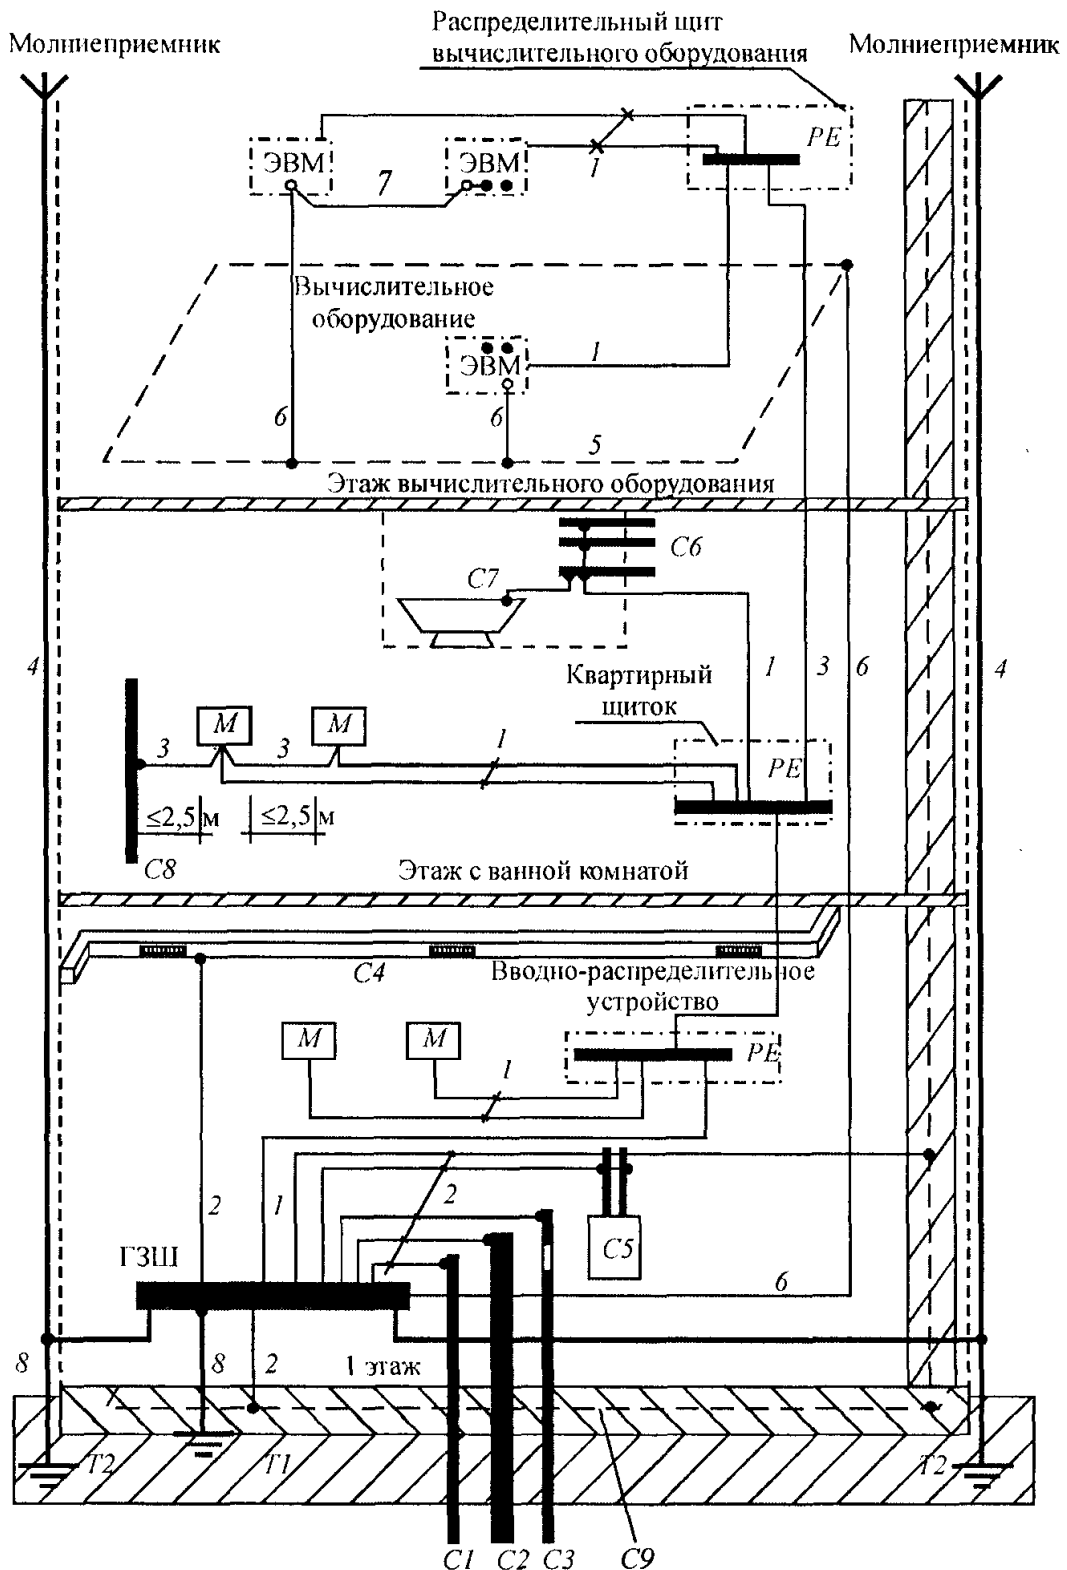 Распределительный щит
вычислительного оборудования
Молниеприемник
Молниеприемник
PE
ЭВМ
ЭВМ
7
1
Вычислительное
оборудование
ЭВМ
1
6
6
5
Этаж вычислительного оборудования
С6
С7
4
1
3
6
4
Квартирный
щиток
М
М
3
3
1
PE
≤2,5 м
≤2,5 м
С8
Этаж с ванной комнатой
С4
Вводно-распределительное
устройство
М
М
PE
1
2
1
2
С5
ГЗШ
6
8
8
2
1 этаж
Т2
Т1
Т2
С1
С2
С3
С9